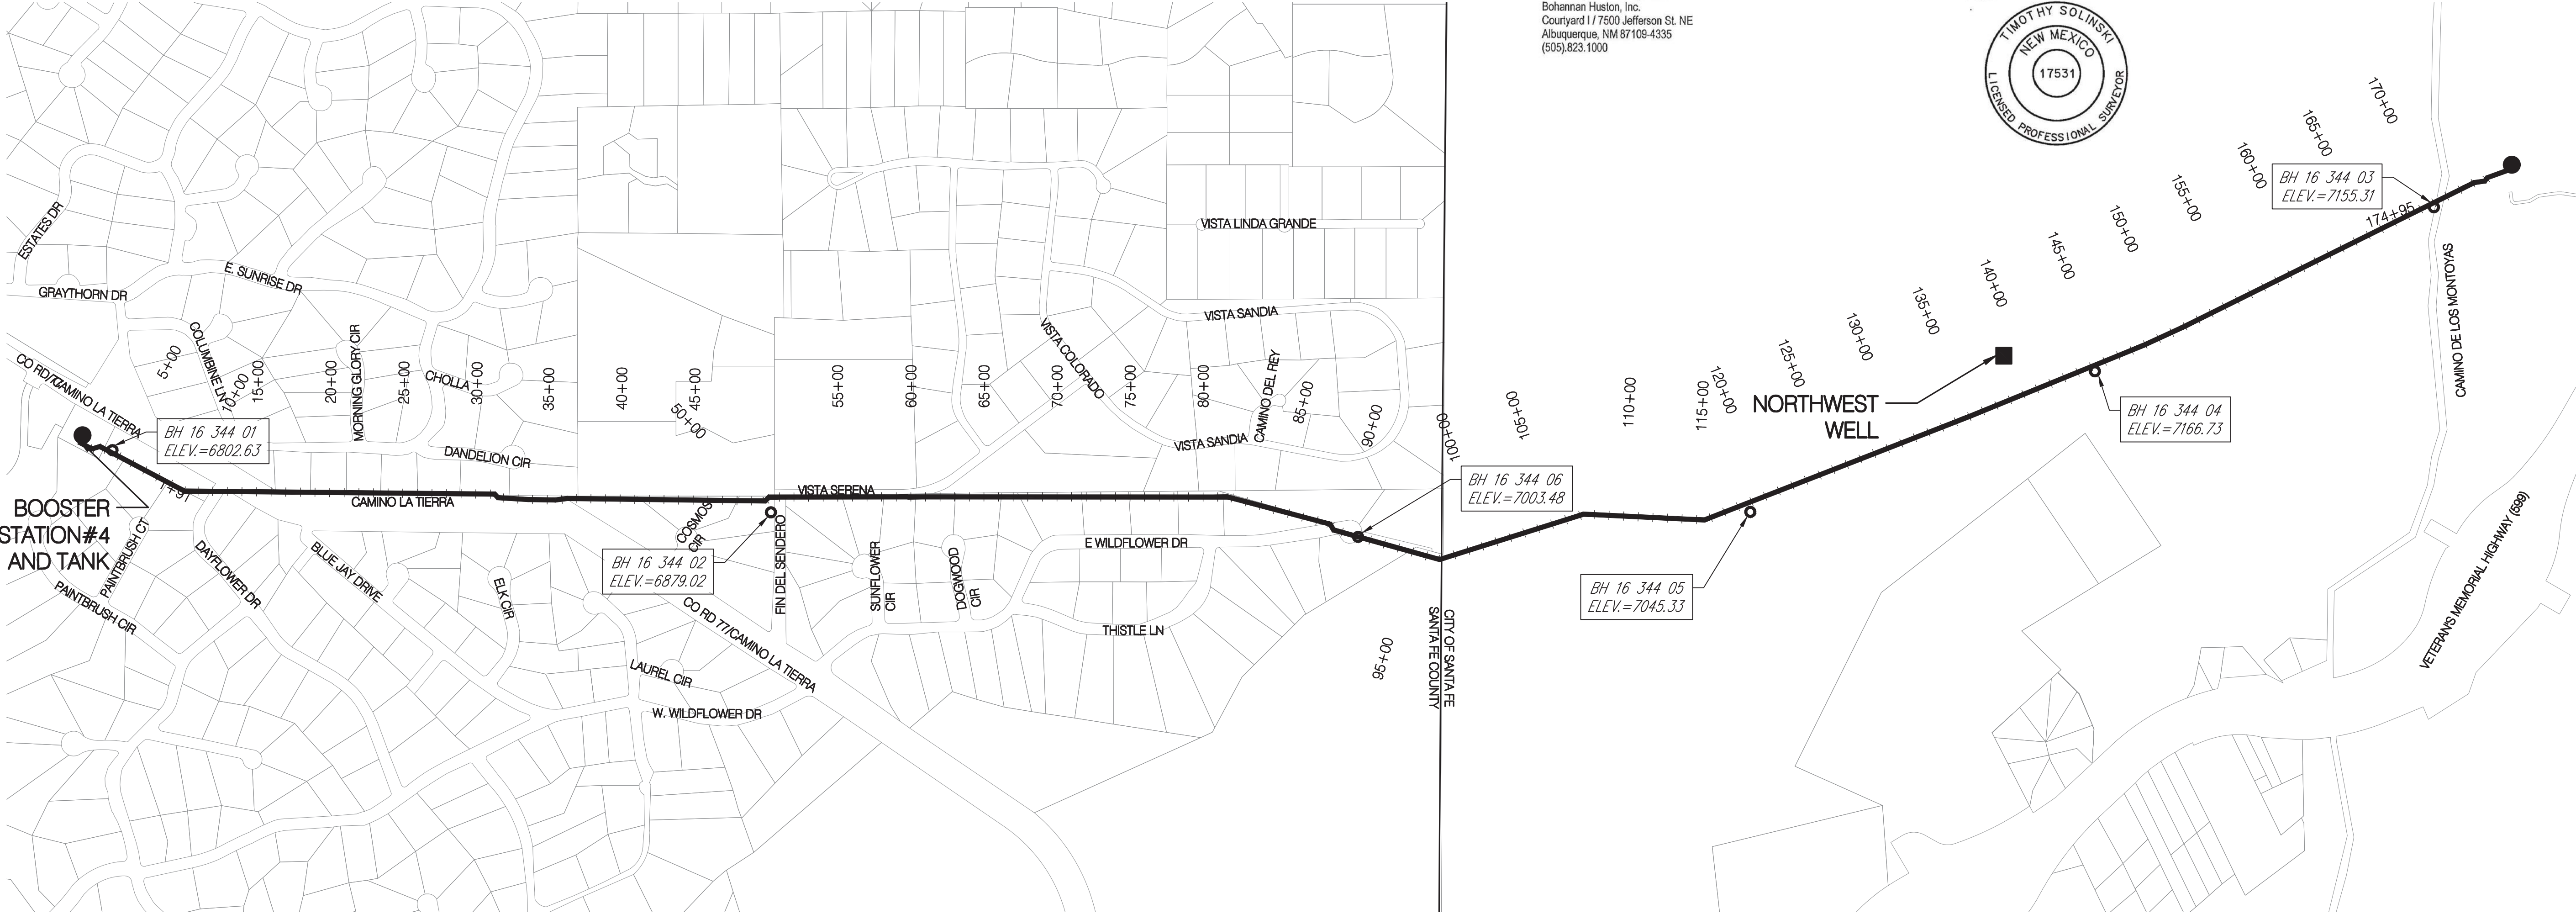 Bohannan Huston, Inc.
Courtyard I / 7500 Jefferson St. NE
Albuquerque, NM 87109-4335
(505).823.1000
TIMOTHY SOLINSKI
NEW MEXICO
17531
LICENSED PROFESSIONAL SURVEYOR
170+00
165+00
160+00
155+00
150+00
145+00
140+00
135+00
130+00
125+00
120+00
115+00
110+00
105+00
100+00
BH 16 344 03
ELEV.=7155.31
174+95
CAMINO DE LOS MONTOYAS
ESTATES DR
GRAYTHORN DR
E. SUNRISE DR
VISTA LINDA GRANDE
VISTA SANDIA
VISTA COLORADO
CAMINO DEL REY
VISTA SANDIA
COLUMBINE LN
MORNING GLORY CIR
CHOLLA
DANDELION CIR
CO RD 77/CAMINO LA TIERRA
5+00
10+00
15+00
20+00
25+00
30+00
35+00
40+00
45+00
50+00
55+00
60+00
65+00
70+00
75+00
80+00
85+00
90+00
95+00
NORTHWEST
WELL
BH 16 344 04
ELEV.=7166.73
BH 16 344 01
ELEV.=6802.63
1+91
BOOSTER
STATION#4
AND TANK
CAMINO LA TIERRA
VISTA SERENA
BH 16 344 06
ELEV.=7003.48
BH 16 344 02
ELEV.=6879.02
BH 16 344 05
ELEV.=7045.33
PAINTBRUSH CT
PAINTBRUSH CIR
DAYFLOWER DR
BLUE JAY DRIVE
ELK CIR
COSMOS
CIR
FIN DEL SENDERO
SUNFLOWER
CIR
DOGWOOD
CIR
E WILDFLOWER DR
THISTLE LN
CO RD 77/CAMINO LA TIERRA
LAUREL CIR
W. WILDFLOWER DR
CITY OF SANTA FE
SANTA FE COUNTY
VETERAN'S MEMORIAL HIGHWAY (599)